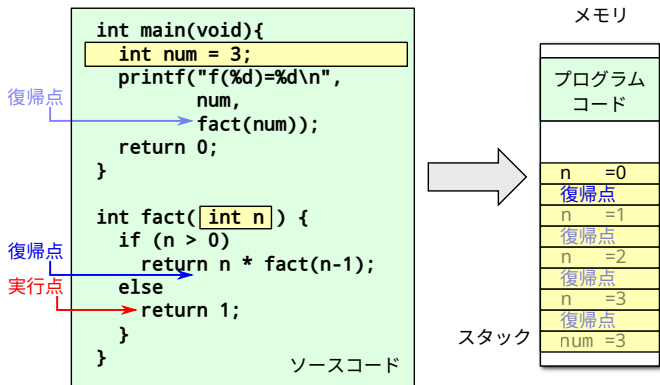 int main(void){
int num = 3;
printf("f(%d)=%d\n",
num,
fact(num));
return 0;
}
int fact( int n ) {
if (n > 0)
return n * fact(n-1);
else
return 1;
}
}
ソースコード
復帰点
復帰点
実行点
メモリ
プログラム
コード
n =0
復帰点
n =1
復帰点
n =2
復帰点
n =3
復帰点
num =3
スタック